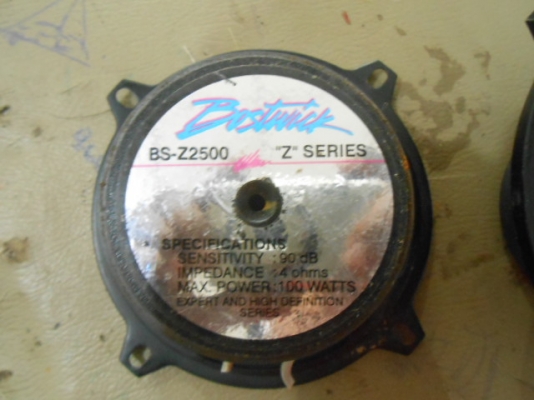 Bostwick
BS-Z2500 "Z" SERIES
SPECIFICATIONS
SENSITIVITY : 90 dB
IMPEDANCE : 4 ohms
MAX. POWER : 100 WATTS
EXPERT AND HIGH DEFINITION
SERIES